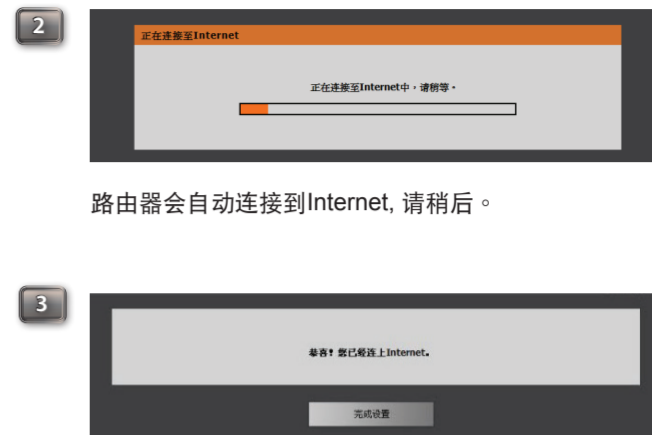 2
正在连接至Internet
正在连接至Internet中，请稍等。
路由器会自动连接到Internet, 请稍后。
3
恭喜! 您已经连上Internet。
完成设置